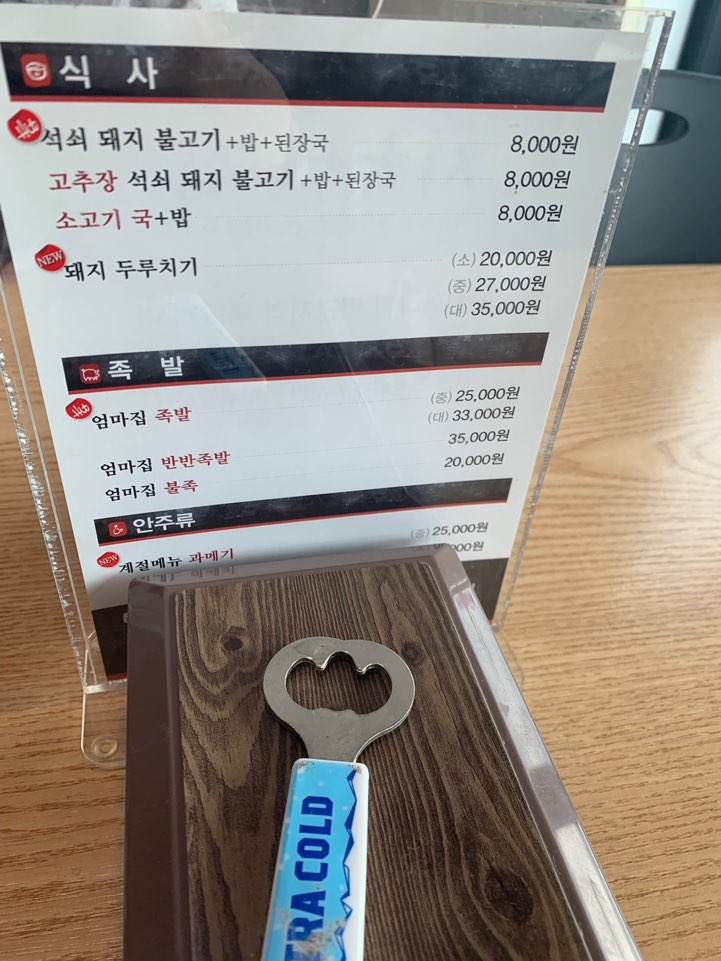 식 사
Hit
석쇠 돼지 불고기+밥+된장국 8,000원
고추장 석쇠 돼지 불고기+밥+된장국 8,000원
소고기 국+밥 8,000원
NEW
돼지 두루치기 (소) 20,000원
(중) 27,000원
(대) 35,000원
족 발
Hit
엄마집 족발 (중) 25,000원
(대) 33,000원
엄마집 반반족발 35,000원
엄마집 불족 20,000원
안주류
NEW
계절메뉴 과메기 (중) 25,000원
RA COLD